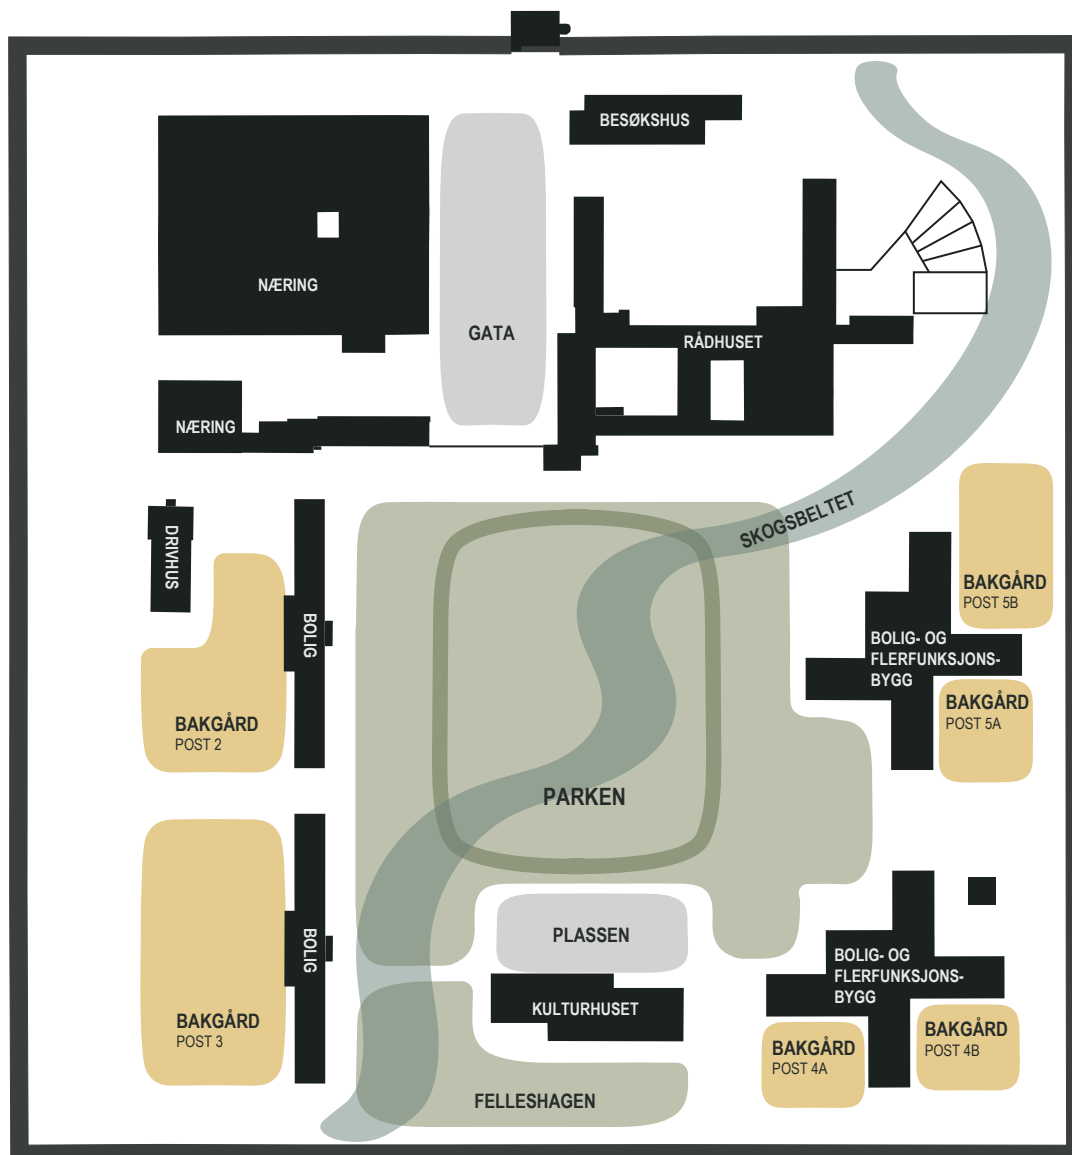 BESØKSHUS
NÆRING
GATA
RÅDHUSET
NÆRING
SKOGSBELTET
DRIVHUS
BOLIG
BAKGÅRD
POST 5B
BOLIG- OG
FLERFUNKSJONS-
BYGG
BAKGÅRD
POST 5A
BAKGÅRD
POST 2
PARKEN
BOLIG
PLASSEN
BOLIG- OG
FLERFUNKSJONS-
BYGG
KULTURHUSET
BAKGÅRD
POST 3
BAKGÅRD
POST 4A
BAKGÅRD
POST 4B
FELLESHAGEN